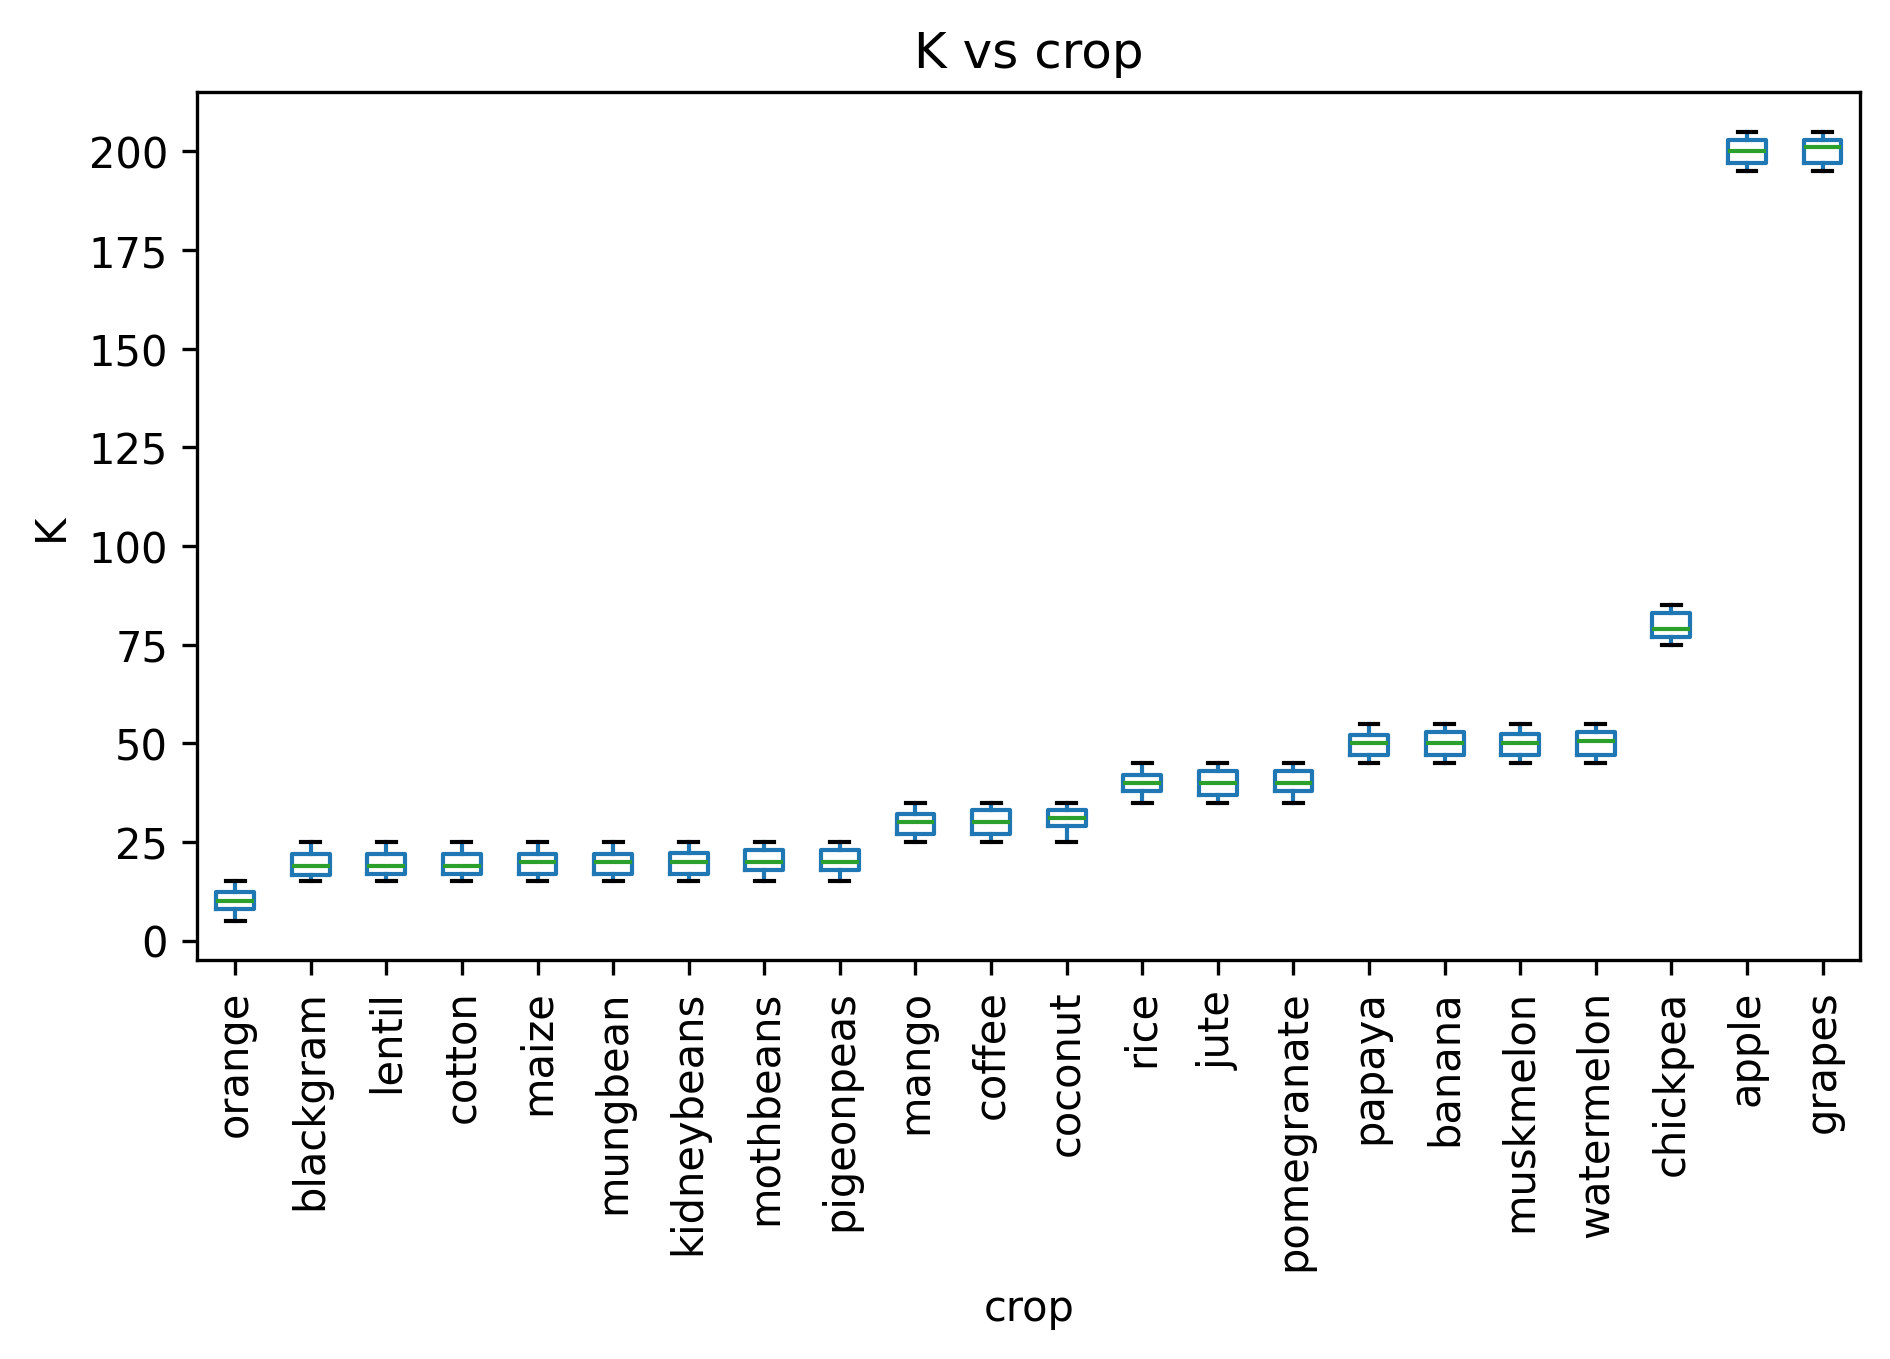 K vs crop
K
200
175
150
125
100
75
50
25
0
orange
blackgram
lentil
cotton
maize
mungbean
kidneybeans
mothbeans
pigeonpeas
mango
coffee
coconut
rice
jute
pomegranate
papaya
banana
muskmelon
watermelon
chickpea
apple
grapes
crop